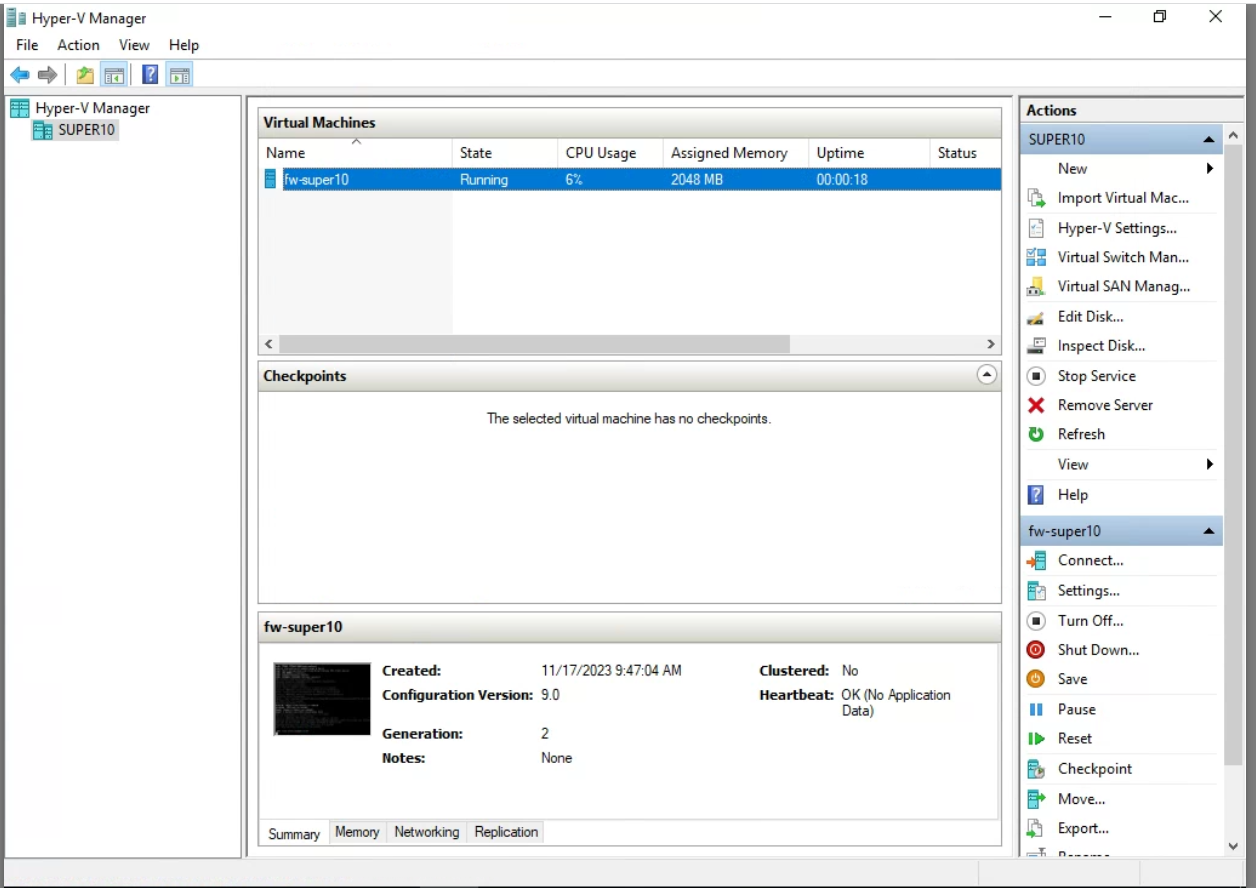 Hyper-V Manager
File Action View Help
Hyper-V Manager
SUPER10
Virtual Machines
Name State CPU Usage Assigned Memory Uptime Status
fw-super10 Running 6% 2048 MB 00:00:18
Checkpoints
The selected virtual machine has no checkpoints.
fw-super10
Created: 11/17/2023 9:47:04 AM Clustered: No
Configuration Version: 9.0 Heartbeat: OK (No Application
Data)
Generation: 2
Notes: None
Summary Memory Networking Replication
Actions
SUPER10
New
Import Virtual Mac...
Hyper-V Settings...
Virtual Switch Man...
Virtual SAN Manag...
Edit Disk...
Inspect Disk...
Stop Service
Remove Server
Refresh
View
Help
fw-super10
Connect...
Settings...
Turn Off...
Shut Down...
Save
Pause
Reset
Checkpoint
Move...
Export...